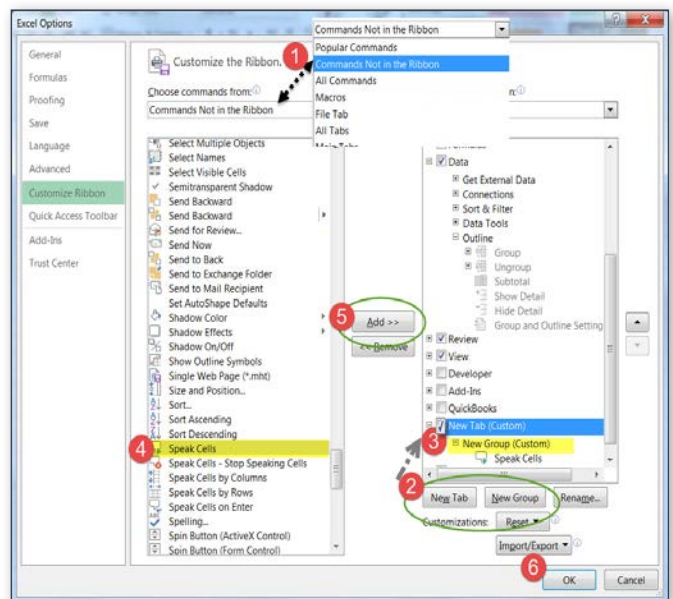 Excel Options
Commands Not in the Ribbon
Popular Commands
Commands Not in the Ribbon
All Commands
Macros
File Tab
All Tabs
General
Formulas
Proofing
Save
Language
Advanced
Customize Ribbon
Quick Access Toolbar
Add-Ins
Trust Center
1
Customize the Ribbon.
Choose commands from:
Commands Not in the Ribbon
Select Multiple Objects
Select Names
Select Visible Cells
Semitransparent Shadow
Send Backward
Send Backward
Send for Review...
Send Now
Send to Back
Send to Exchange Folder
Send to Mail Recipient
Set AutoShape Defaults
Shadow Color
Shadow Effects
Shadow On/Off
Show Outline Symbols
Single Web Page (*.mht)
Size and Position...
Sort...
Sort Ascending
Sort Descending
4
Speak Cells
Speak Cells - Stop Speaking Cells
Speak Cells by Columns
Speak Cells by Rows
Speak Cells on Enter
Spelling...
Spin Button (ActiveX Control)
Spin Button (Form Control)
5
Add >>
<< Remove
Data
Get External Data
Connections
Sort & Filter
Data Tools
Outline
Group
Ungroup
Subtotal
Show Detail
Hide Detail
Group and Outline Setting
Review
View
Developer
Add-Ins
QuickBooks
New Tab (Custom)
3
New Group (Custom)
Speak Cells
2
New Tab
New Group
Rename...
Customizations:
Reset
Import/Export
6
OK
Cancel